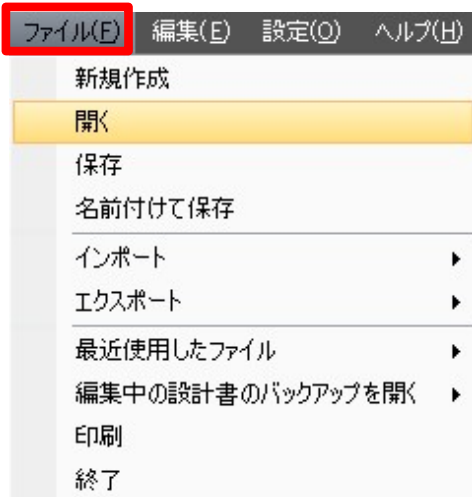 ファイル(F) 編集(E) 設定(O) ヘルプ(H)
新規作成
開く
保存
名前付けて保存
インポート
エクスポート
最近使用したファイル
編集中の設計書のバックアップを開く
印刷
終了